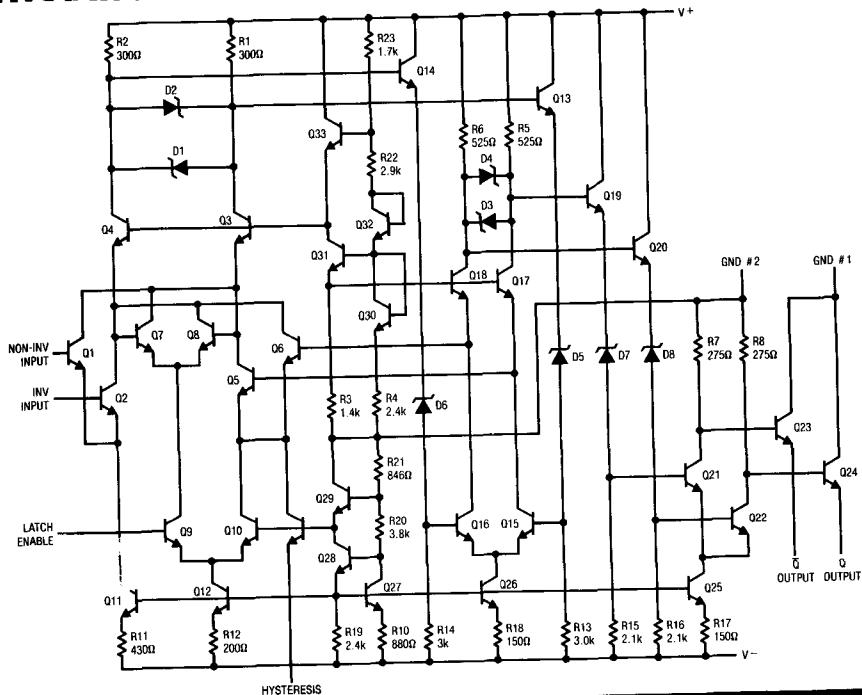 V+
R2
300Ω
R1
300Ω
R23
1.7k
Q14
D2
Q13
Q33
R6
525Ω
R5
525Ω
D1
R22
2.9k
D4
D3
Q19
Q4
Q3
Q32
Q31
Q20
Q18
Q17
GND #2
GND #1
Q30
NON-INV
INPUT
Q1
Q7
Q8
Q6
R7
275Ω
R8
275Ω
D5
D7
D8
INV
INPUT
Q2
Q5
R3
1.4k
R4
2.4k
D6
Q23
Q24
R21
846Ω
Q21
Q29
LATCH
ENABLE
Q9
Q10
R20
3.8k
Q16
Q15
Q22
Q28
Q
OUTPUT
Q
OUTPUT
Q11
Q12
Q27
Q26
Q25
R11
430Ω
R12
200Ω
R19
2.4k
R10
880Ω
R14
3k
R18
150Ω
R13
3.0k
R15
2.1k
R16
2.1k
R17
150Ω
V−
HYSTERESIS